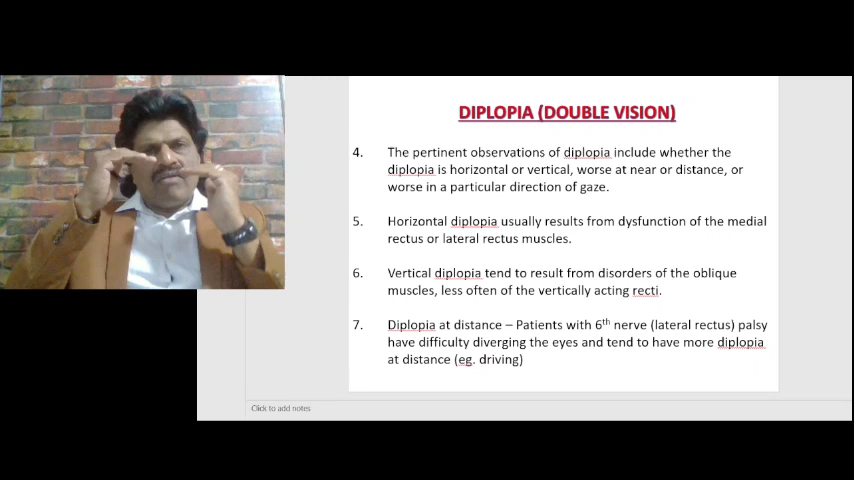 DIPLOPIA (DOUBLE VISION)
4. The pertinent observations of diplopia include whether the
diplopia is horizontal or vertical, worse at near or distance, or
worse in a particular direction of gaze.
5. Horizontal diplopia usually results from dysfunction of the medial
rectus or lateral rectus muscles.
6. Vertical diplopia tend to result from disorders of the oblique
muscles, less often of the vertically acting recti.
7. Diplopia at distance – Patients with 6th nerve (lateral rectus) palsy
have difficulty diverging the eyes and tend to have more diplopia
at distance (eg. driving)
Click to add notes